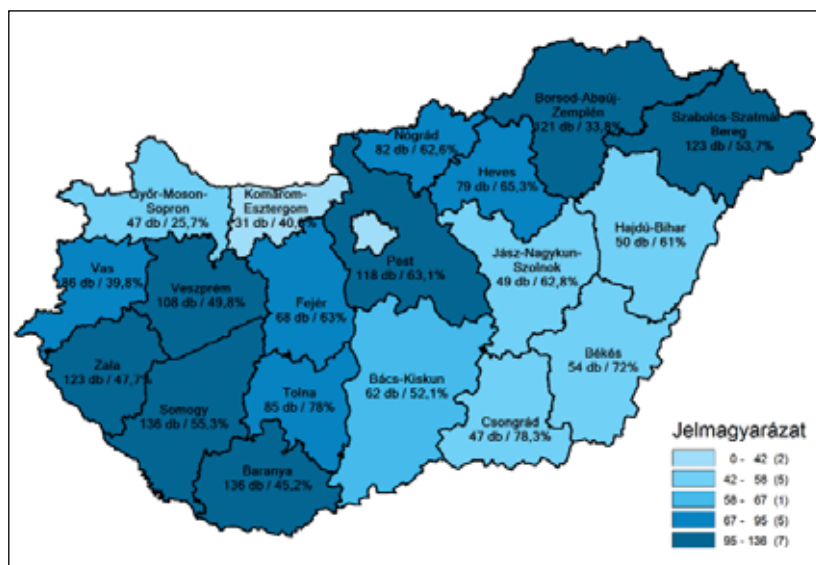 Borsod-Abaúj-
Zemplén
121 db / 33,8%
Szabolcs-Szatmár
Bereg
123 db / 53,7%
Nógrád
82 db / 62,6%
Heves
79 db / 65,3%
Győr-Moson-
Sopron
47 db / 25,7%
Komárom-
Esztergom
31 db /
Hajdú-Bihar
50 db / 61%
Pest
118 db / 63,1%
Jász-Nagykun-
Szolnok
49 db / 62,8%
Vas
86 db / 39,8%
Veszprém
108 db / 49,8%
Fejér
68 db / 63%
Békés
54 db / 72%
Zala
123 db / 47,7%
Somogy
136 db / 55,3%
Tolna
85 db / 78%
Bács-Kiskun
62 db / 52,1%
Csongrád
47 db / 78,3%
Baranya
136 db / 45,2%
Jelmagyarázat
0 - 42 (2)
42 - 58 (5)
58 - 67 (1)
67 - 95 (5)
95 - 136 (7)